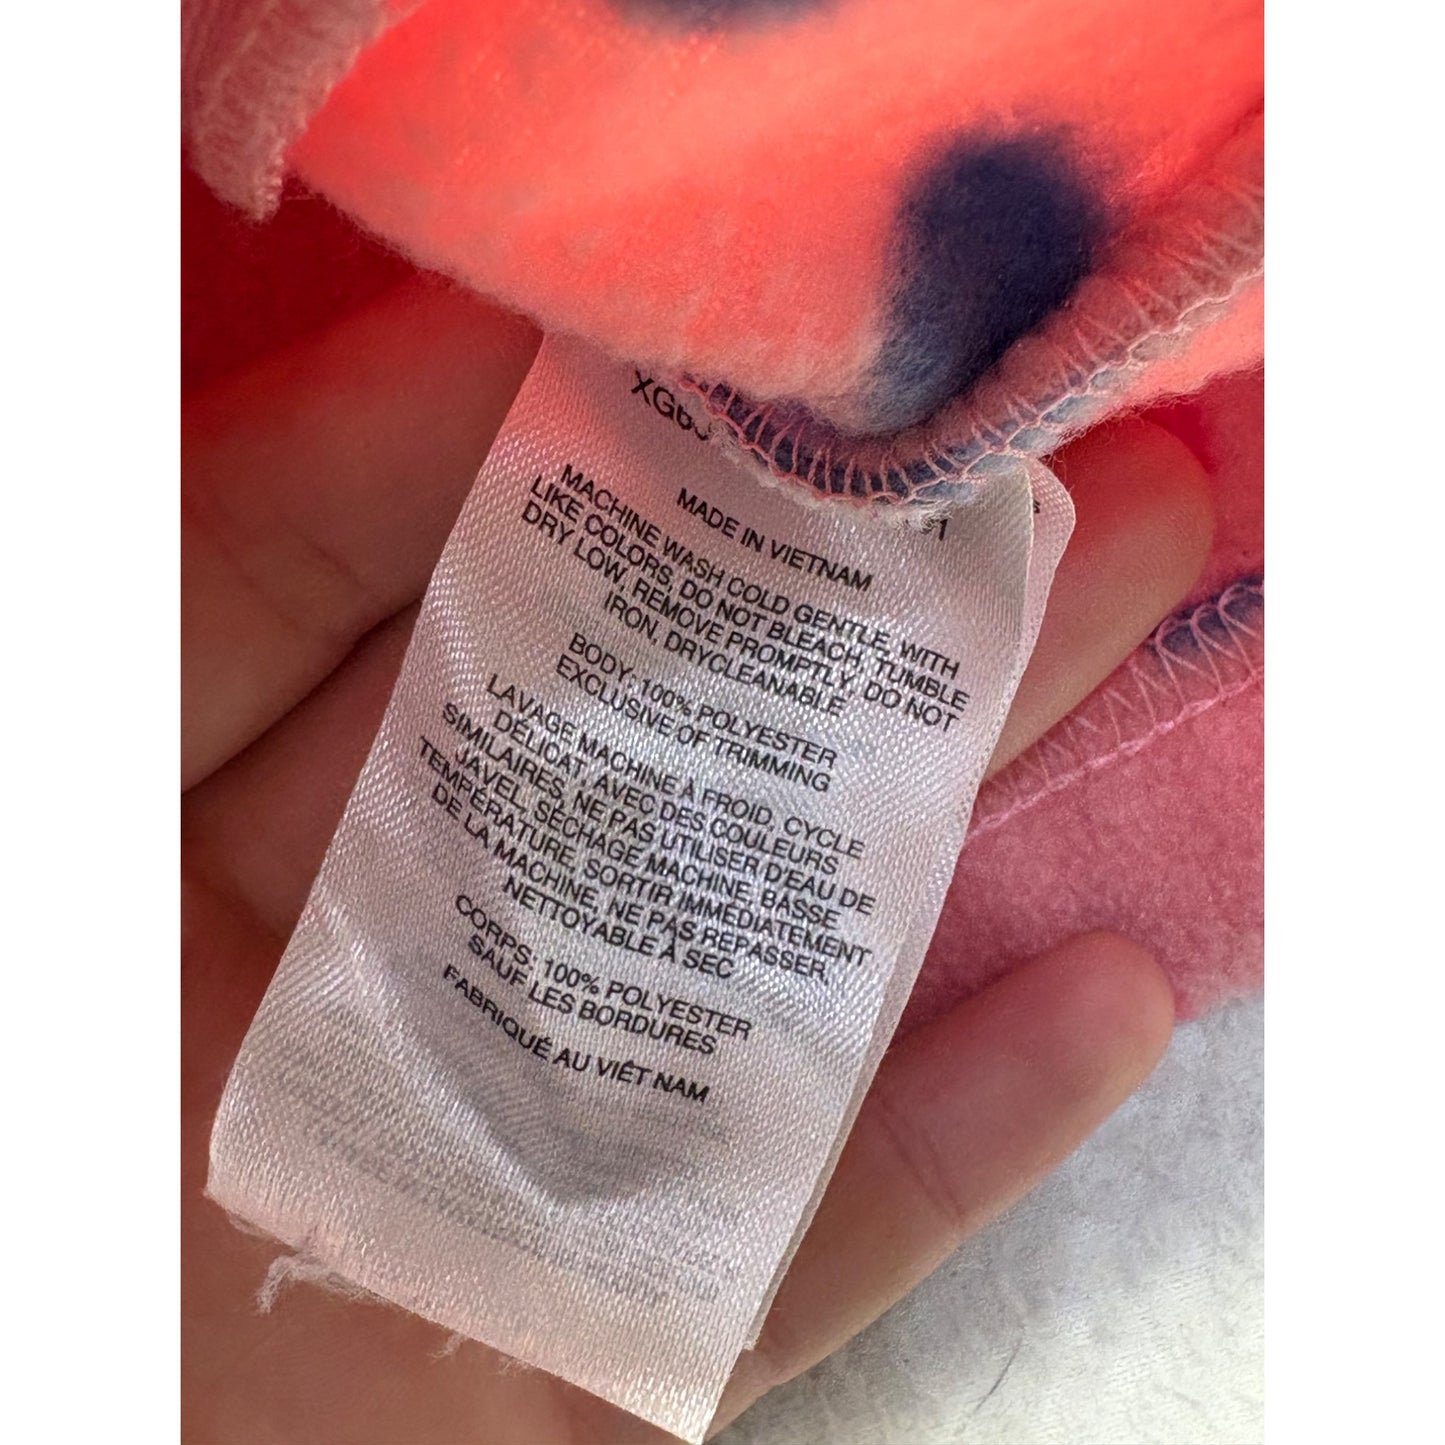 MADE IN VIETNAM
MACHINE WASH COLD GENTLE, WITH
LIKE COLORS, DO NOT BLEACH, TUMBLE
DRY LOW, REMOVE PROMPTLY, DO NOT
IRON, DRYCLEANABLE
BODY: 100% POLYESTER
EXCLUSIVE OF TRIMMING
LAVAGE MACHINE À FROID, CYCLE
DÉLICAT, AVEC DES COULEURS
SIMILAIRES, NE PAS UTILISER D'EAU DE
JAVEL, SÉCHAGE MACHINE, BASSE
TEMPÉRATURE, SORTIR IMMÉDIATEMENT
DE LA MACHINE, NE PAS REPASSER,
NETTOYABLE À SEC
CORPS: 100% POLYESTER
SAUF LES BORDURES
FABRIQUÉ AU VIÊT NAM